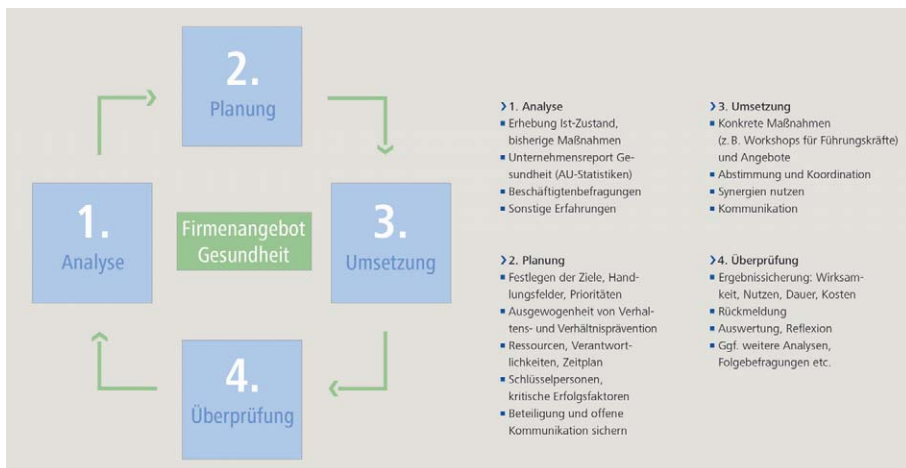 2.
Planung
1.
Analyse
Firmenangebot
Gesundheit
3.
Umsetzung
4.
Überprüfung
1. Analyse
Erhebung Ist-Zustand,
bisherige Maßnahmen
Unternehmensreport Ge-
sundheit (AU-Statistiken)
Beschäftigtenbefragungen
Sonstige Erfahrungen
2. Planung
Festlegen der Ziele, Hand-
lungsfelder, Prioritäten
Ausgewogenheit von Verhal-
tens- und Verhältnisprävention
Ressourcen, Verantwort-
lichkeiten, Zeitplan
Schlüsselpersonen,
kritische Erfolgsfaktoren
Beteiligung und offene
Kommunikation sichern
3. Umsetzung
Konkrete Maßnahmen
(z. B. Workshops für Führungskräfte)
und Angebote
Abstimmung und Koordination
Synergien nutzen
Kommunikation
4. Überprüfung
Ergebnissicherung: Wirksam-
keit, Nutzen, Dauer, Kosten
Rückmeldung
Auswertung, Reflexion
Ggf. weitere Analysen,
Folgebefragungen etc.